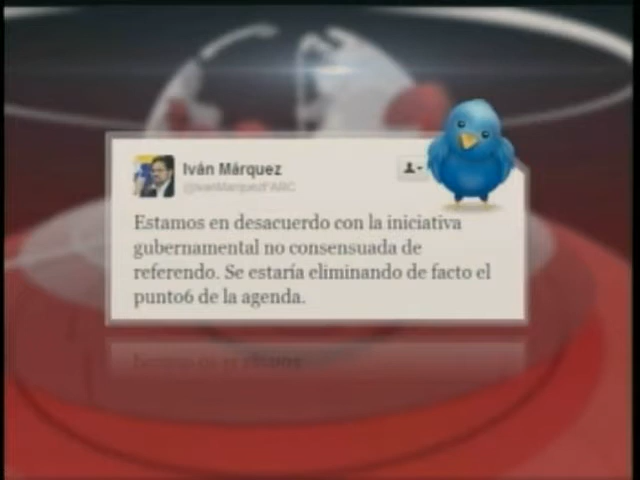 Iván Márquez
@IvanMarquezFARC
Estamos en desacuerdo con la iniciativa
gubernamental no consensuada de
referendo. Se estaría eliminando de facto el
punto6 de la agenda.